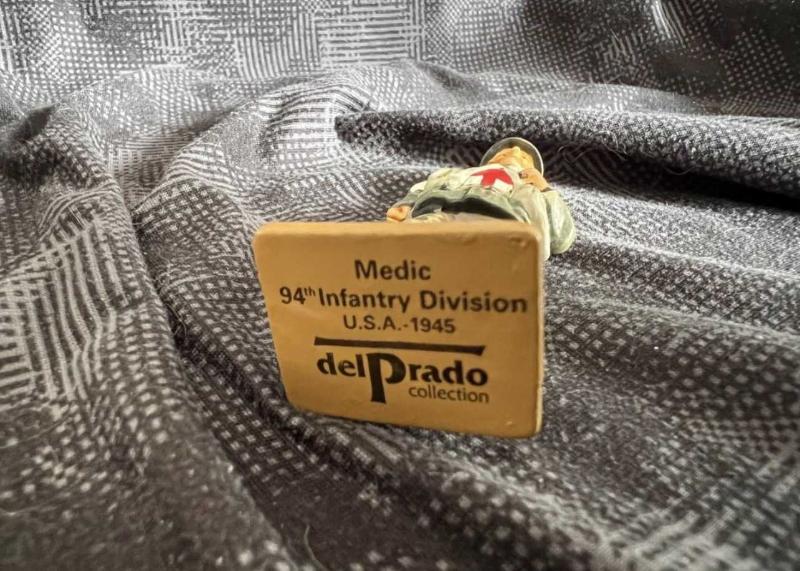 Medic
94th Infantry Division
U.S.A.-1945
delPrado
collection